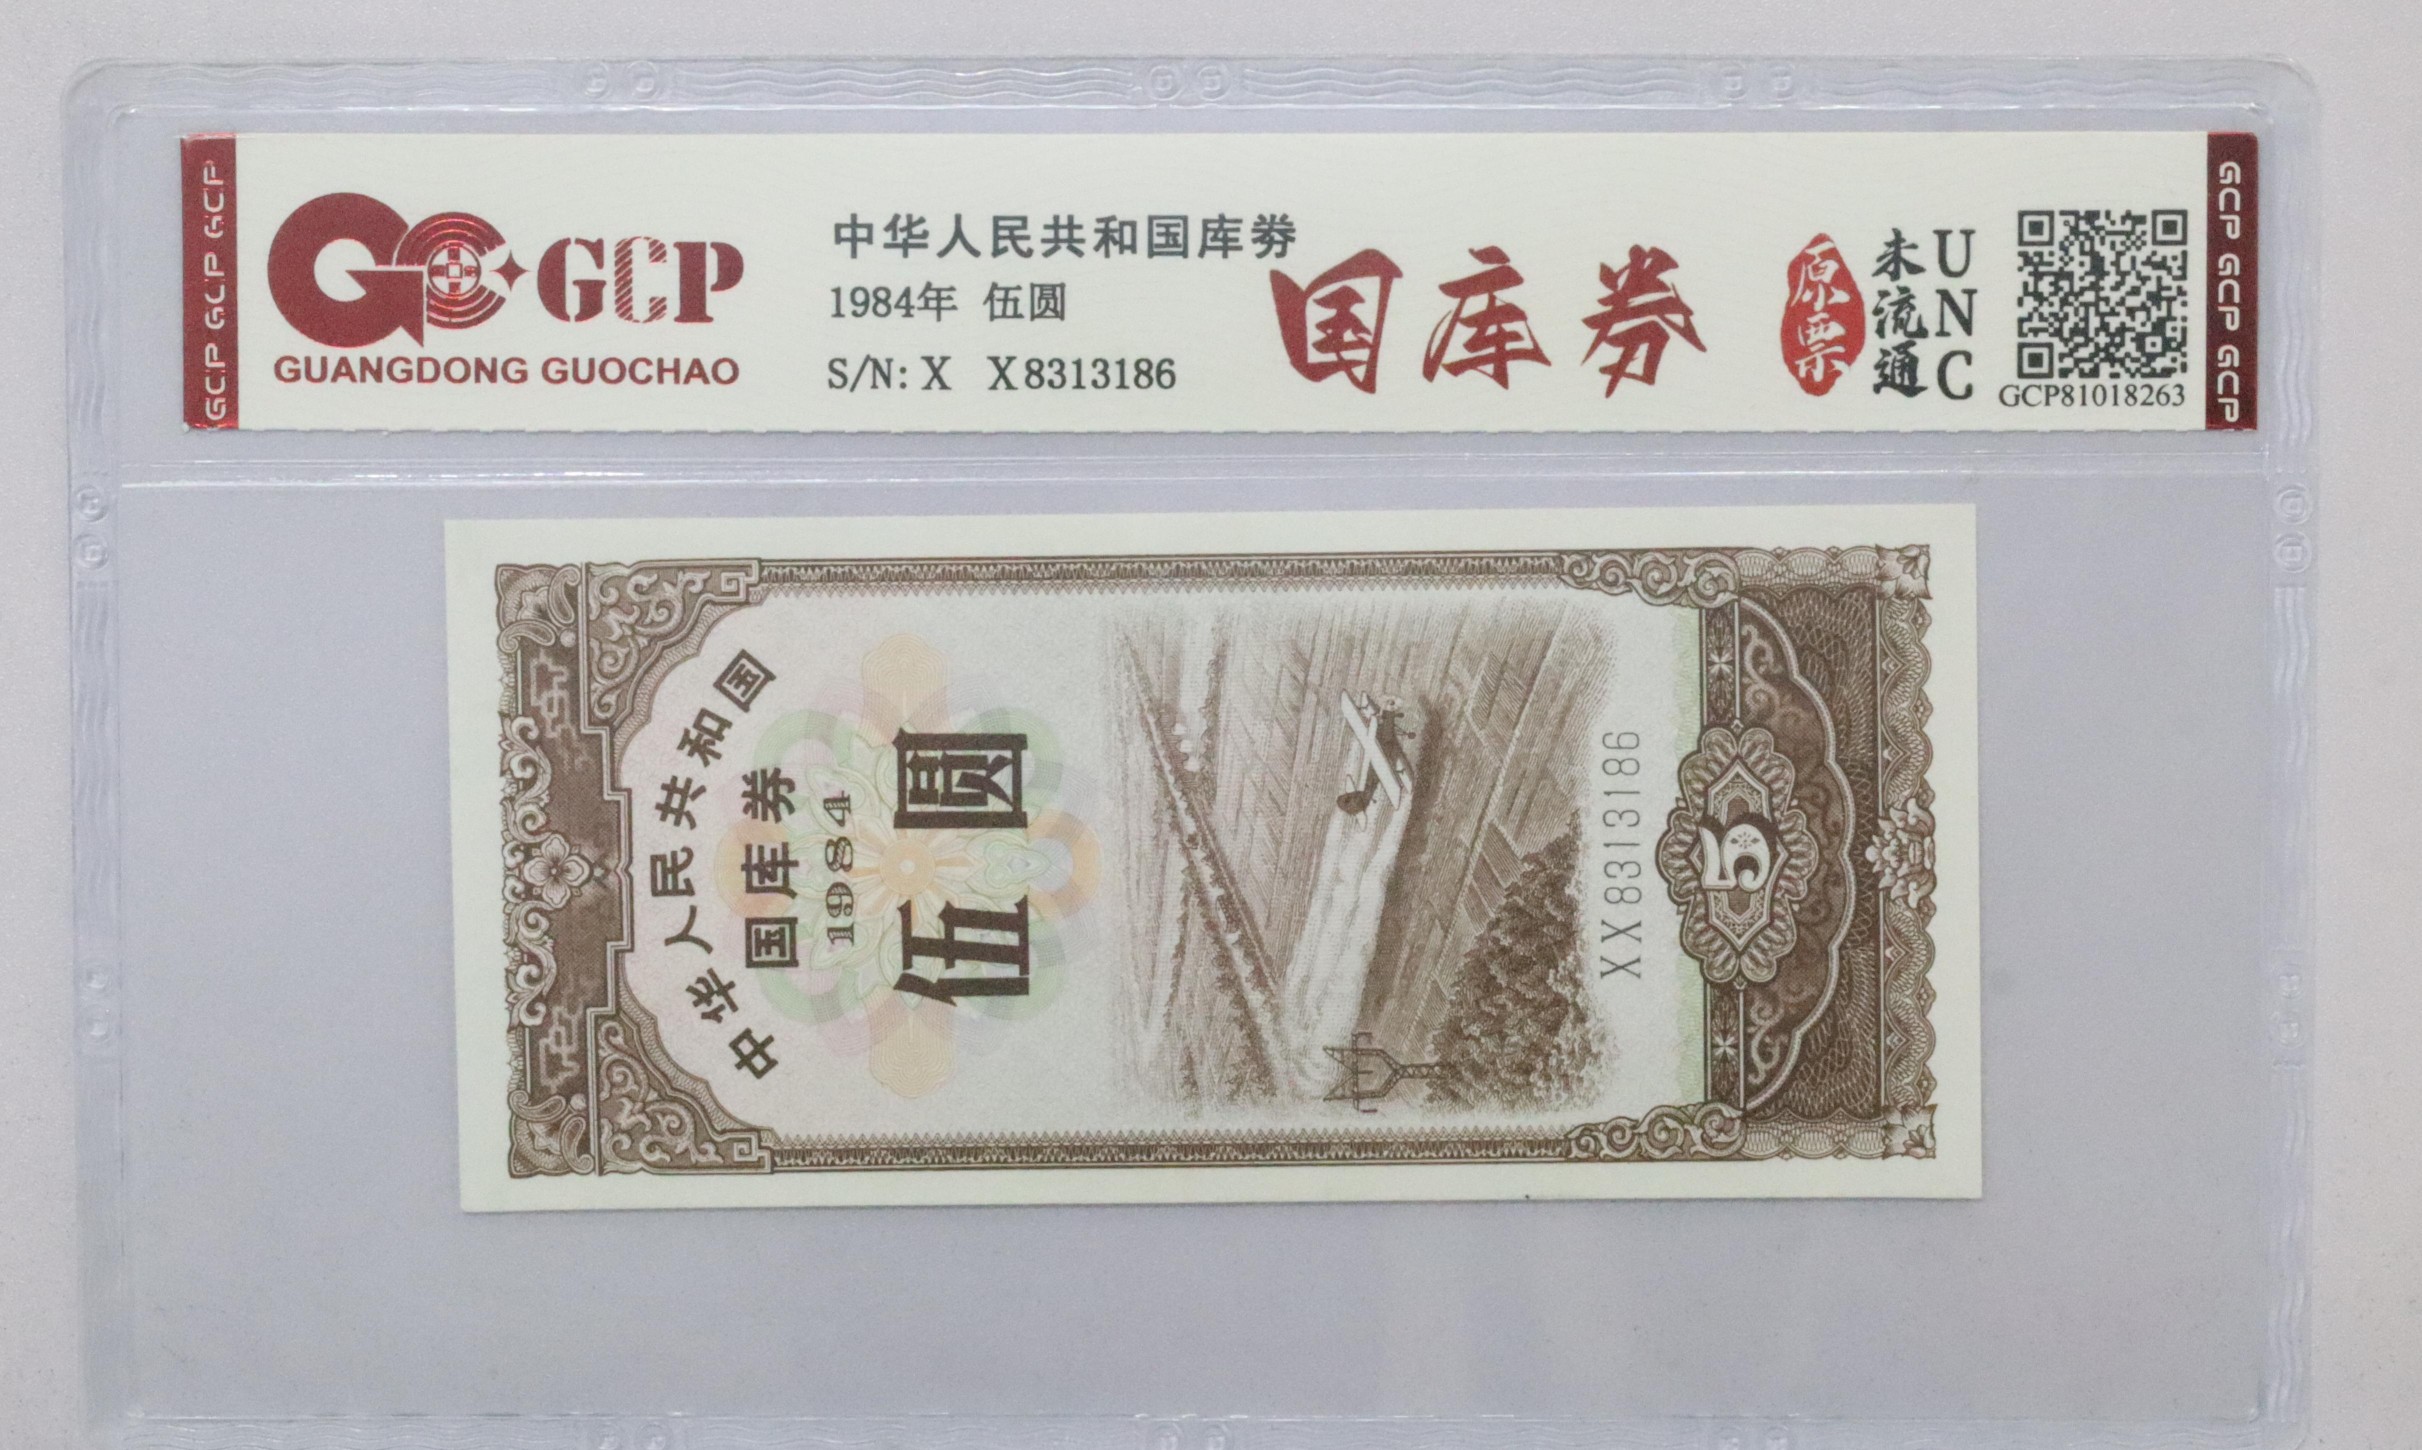 GCP GCP GCP
GCP
GUANGDONG GUOCHAO
中华人民共和国库劵
1984年 伍圆
S/N: X X8313186
国库券
原票
未流通
UNC
GCP81018263
GCP GCP GCP
中华人民共和国
国库券
1984
伍圆
XX8313186
5